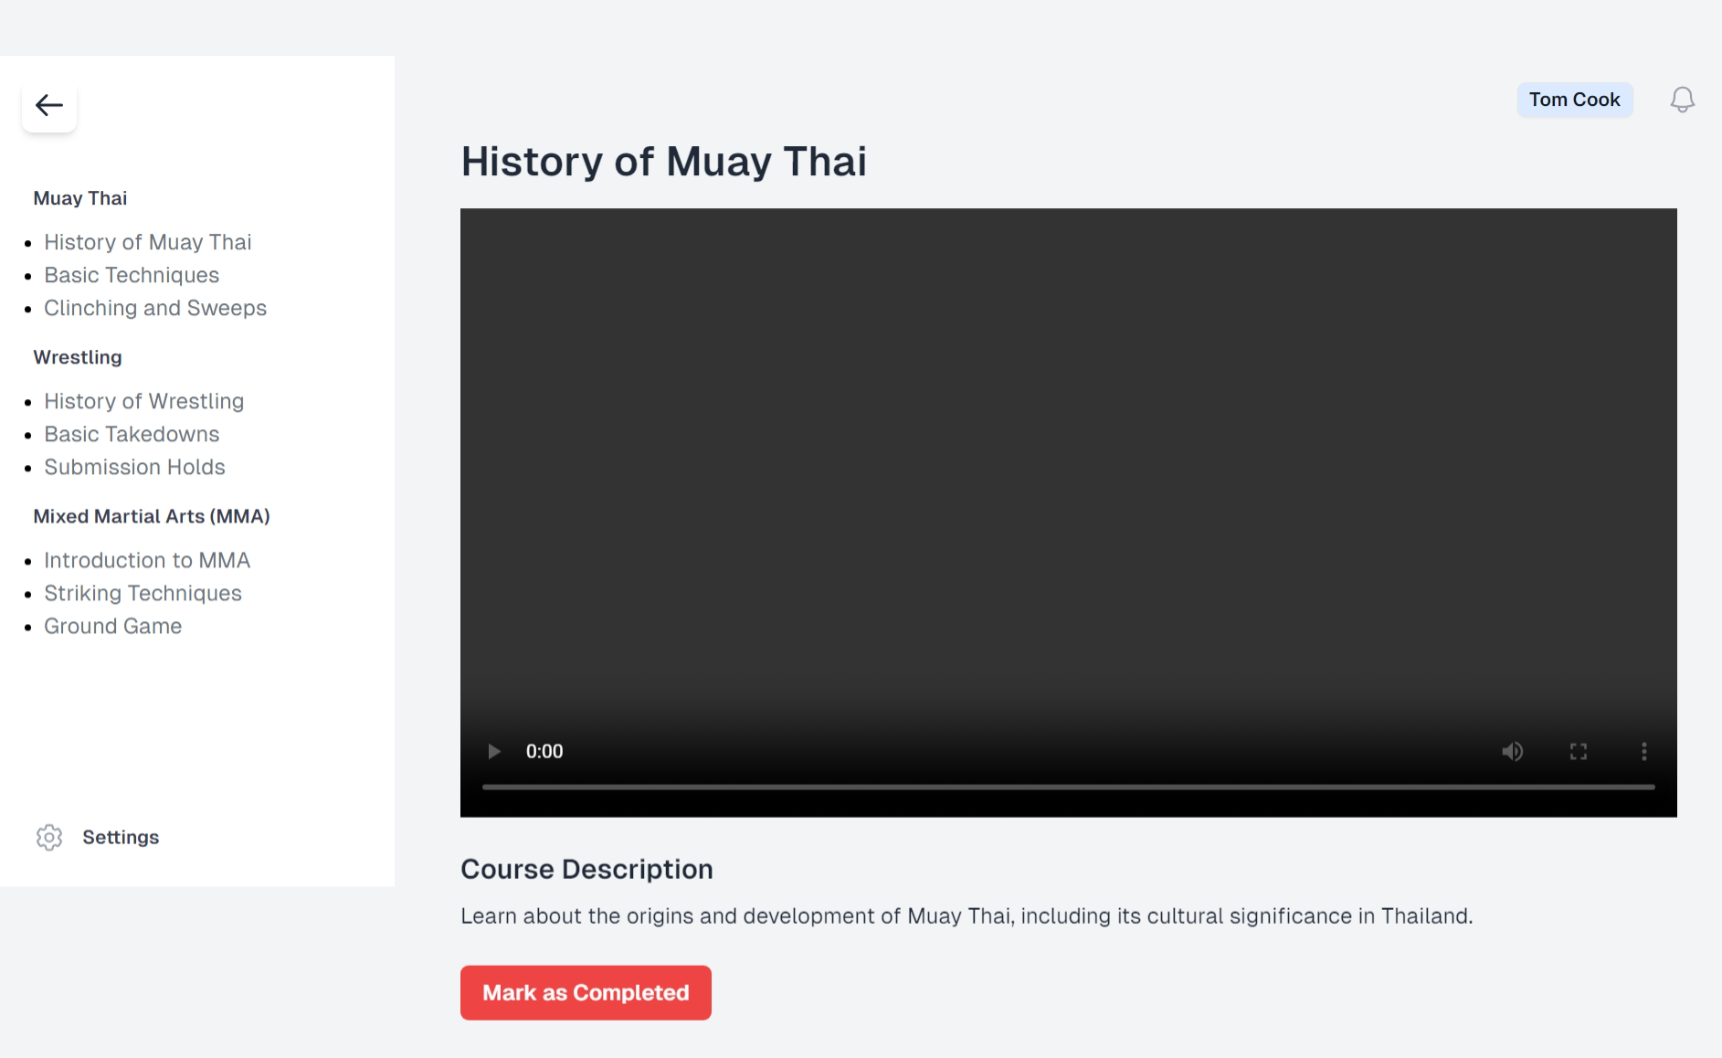 Tom Cook
History of Muay Thai
Muay Thai
History of Muay Thai
Basic Techniques
Clinching and Sweeps
Wrestling
History of Wrestling
Basic Takedowns
Submission Holds
Mixed Martial Arts (MMA)
Introduction to MMA
Striking Techniques
Ground Game
Settings
0:00
Course Description
Learn about the origins and development of Muay Thai, including its cultural significance in Thailand.
Mark as Completed